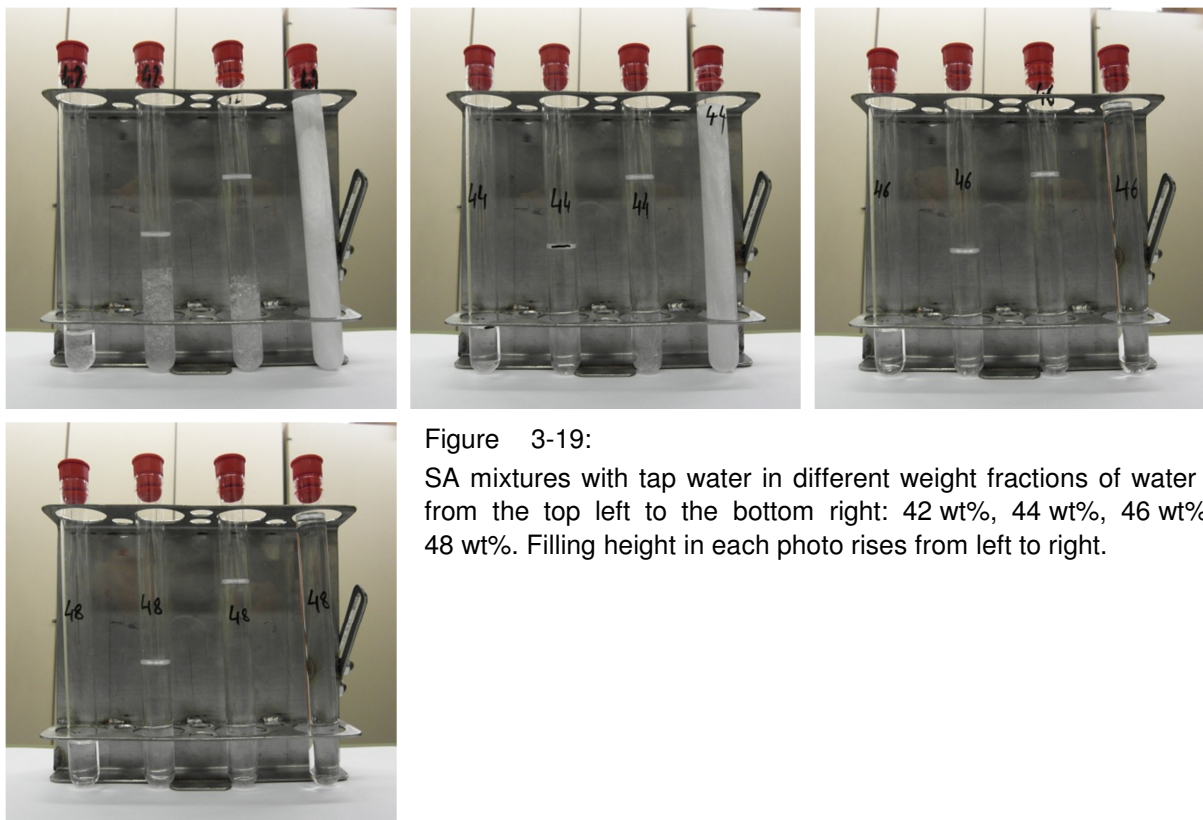 42
44 44 44 44
46 46 46 46
Figure 3-19:
SA mixtures with tap water in different weight fractions of water
from the top left to the bottom right: 42 wt%, 44 wt%, 46 wt%
48 wt%. Filling height in each photo rises from left to right.
48 48 48 48